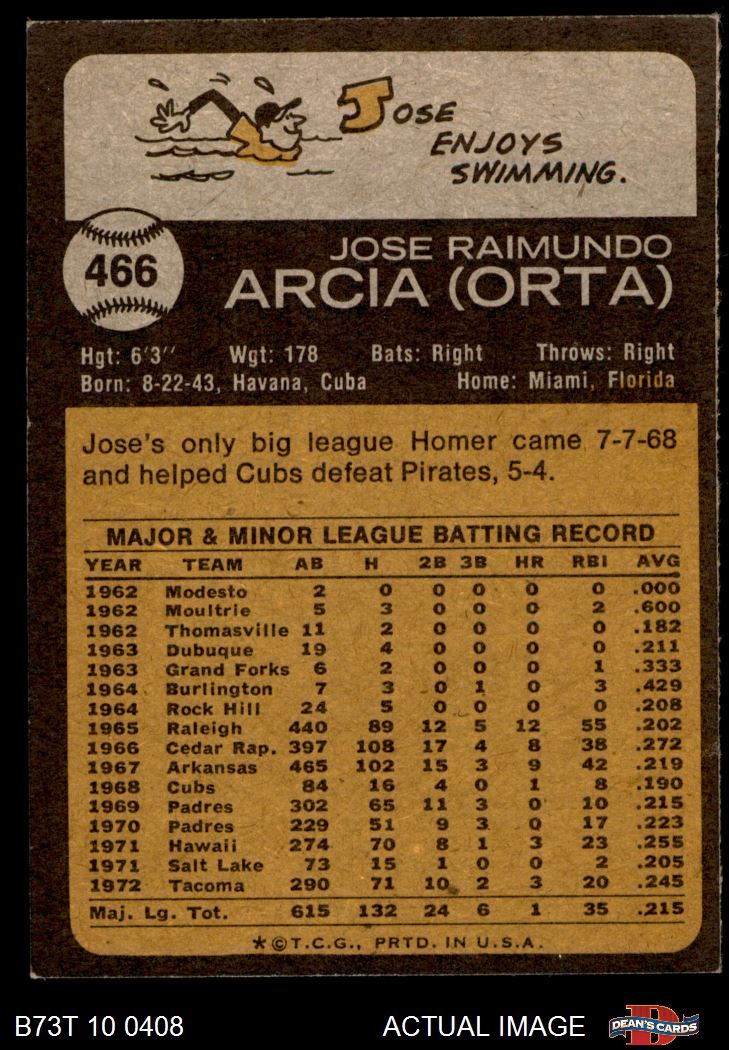 JOSE
ENJOYS
SWIMMING.
466
JOSE RAIMUNDO
ARCIA (ORTA)
Hgt: 6'3'' Wgt: 178 Bats: Right Throws: Right
Born: 8-22-43, Havana, Cuba Home: Miami, Florida
Jose's only big league Homer came 7-7-68
and helped Cubs defeat Pirates, 5-4.
MAJOR & MINOR LEAGUE BATTING RECORD
YEAR TEAM AB H 2B 3B HR RBI AVG
1962 Modesto 2 0 0 0 0 0 .000
1962 Moultrie 5 3 0 0 0 2 .600
1962 Thomasville 11 2 0 0 0 0 .182
1963 Dubuque 19 4 0 0 0 0 .211
1963 Grand Forks 6 2 0 0 0 1 .333
1964 Burlington 7 3 0 1 0 3 .429
1964 Rock Hill 24 5 0 0 0 0 .208
1965 Raleigh 440 89 12 5 12 55 .202
1966 Cedar Rap. 397 108 17 4 8 38 .272
1967 Arkansas 465 102 15 3 9 42 .219
1968 Cubs 84 16 4 0 1 8 .190
1969 Padres 302 65 11 3 0 10 .215
1970 Padres 229 51 9 3 0 17 .223
1971 Hawaii 274 70 8 1 3 23 .255
1971 Salt Lake 73 15 1 0 0 2 .205
1972 Tacoma 290 71 10 2 3 20 .245
Maj. Lg. Tot. 615 132 24 6 1 35 .215
*©T.C.G., PRTD. IN U.S.A.
B73T 10 0408 ACTUAL IMAGE
D
DEAN'S CARDS